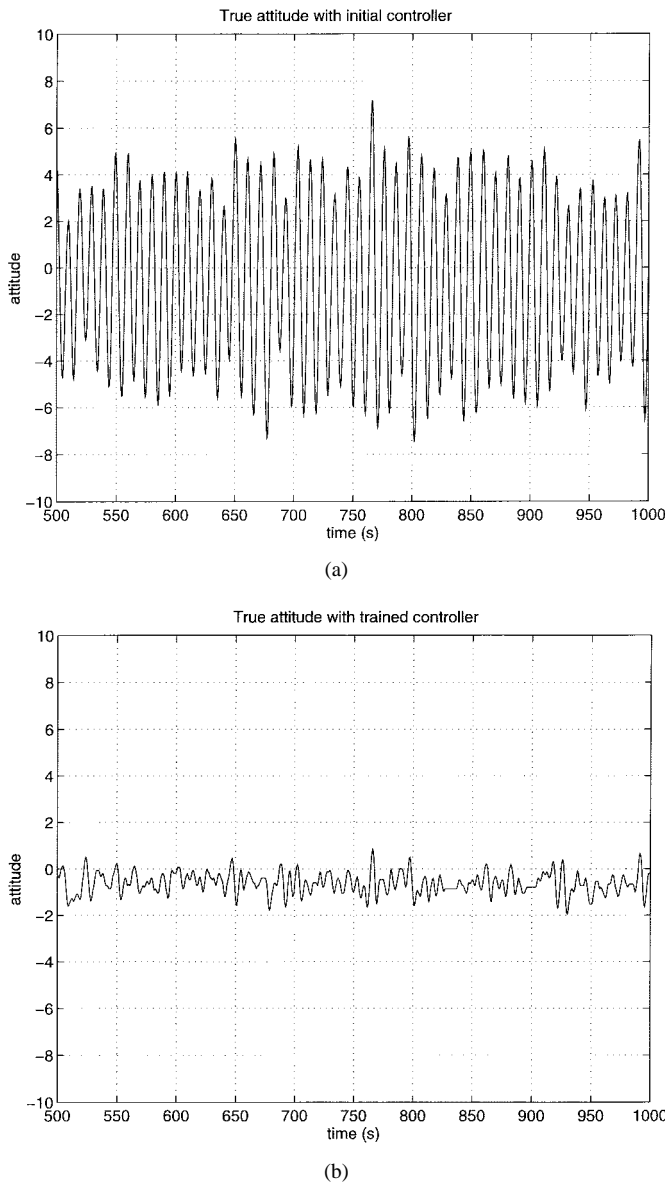 True attitude with initial controller
10
8
6
4
2
0
−2
−4
−6
−8
−10
attitude
500 550 600 650 700 750 800 850 900 950 1000
time (s)
(a)
True attitude with trained controller
10
8
6
4
2
0
−2
−4
−6
−8
−10
attitude
500 550 600 650 700 750 800 850 900 950 1000
time (s)
(b)